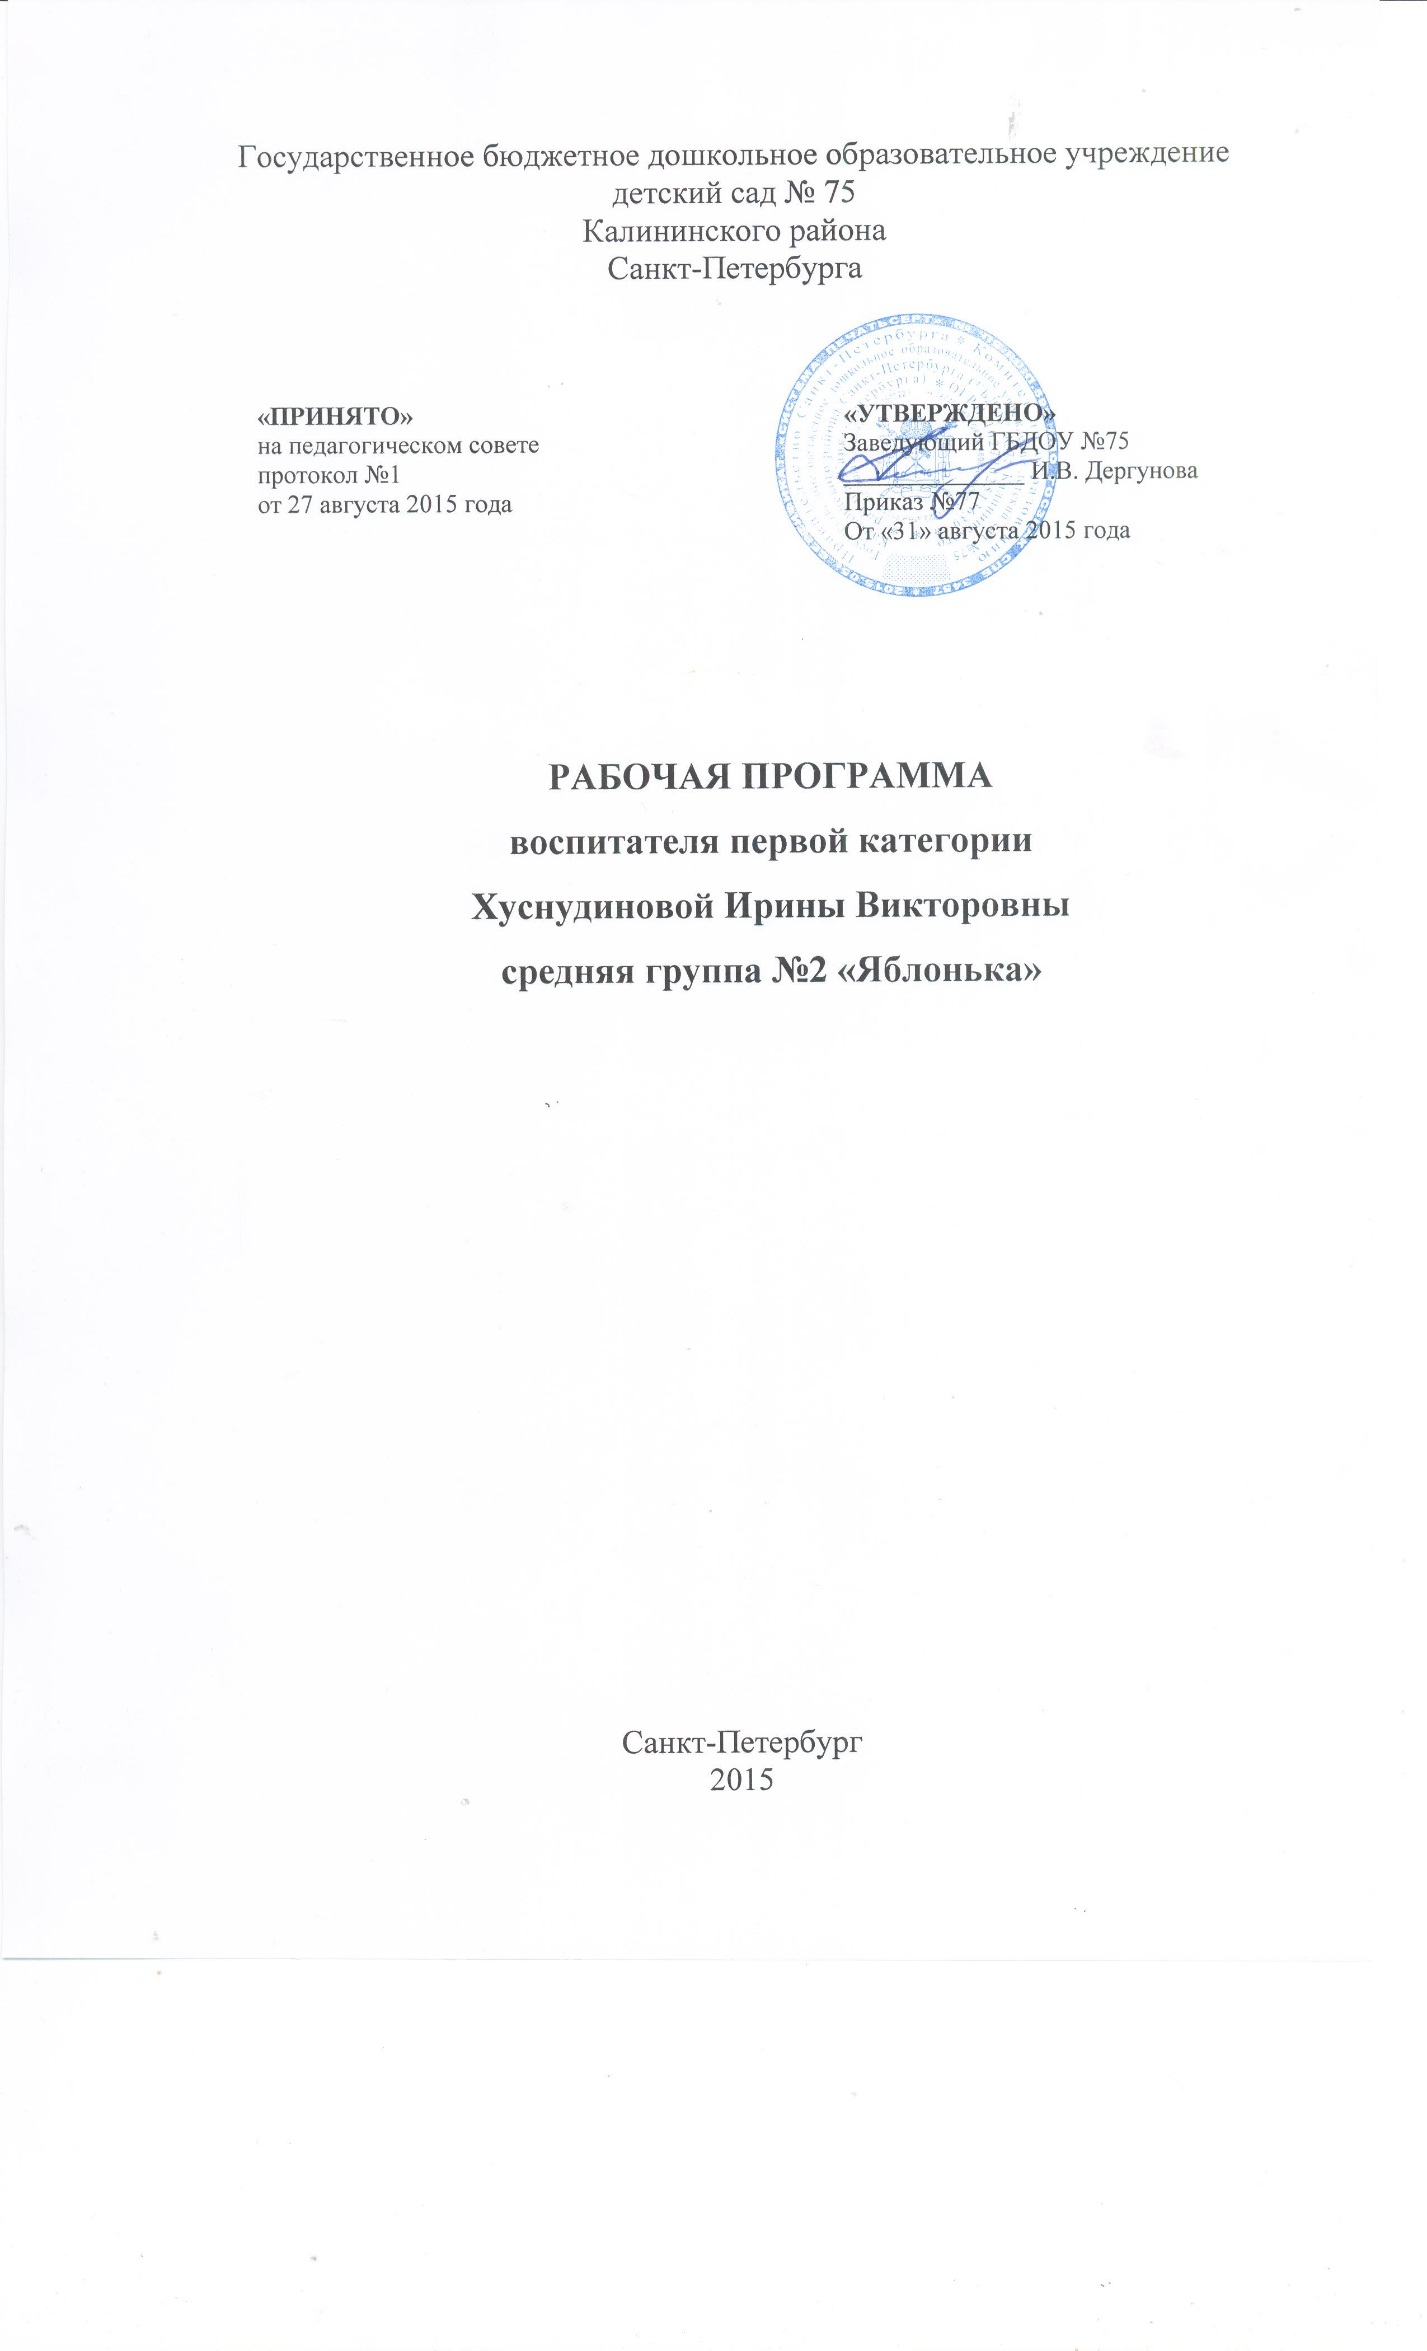 Государственное бюджетное дошкольное образовательное учреждение
детский сад № 75
Калининского района
Санкт-Петербурга
«ПРИНЯТО»
на педагогическом совете
протокол №1
от 27 августа 2015 года
«УТВЕРЖДЕНО»
Заведующий ГБДОУ №75
И.В. Дергунова
Приказ №77
От «31» августа 2015 года
РАБОЧАЯ ПРОГРАММА
воспитателя первой категории
Хуснудиновой Ирины Викторовны
средняя группа №2 «Яблонька»
Санкт-Петербург
2015